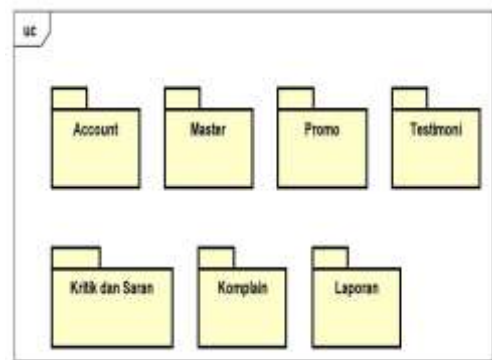 uc
Account
Master
Promo
Testimoni
Kritik dan Saran
Komplain
Laporan